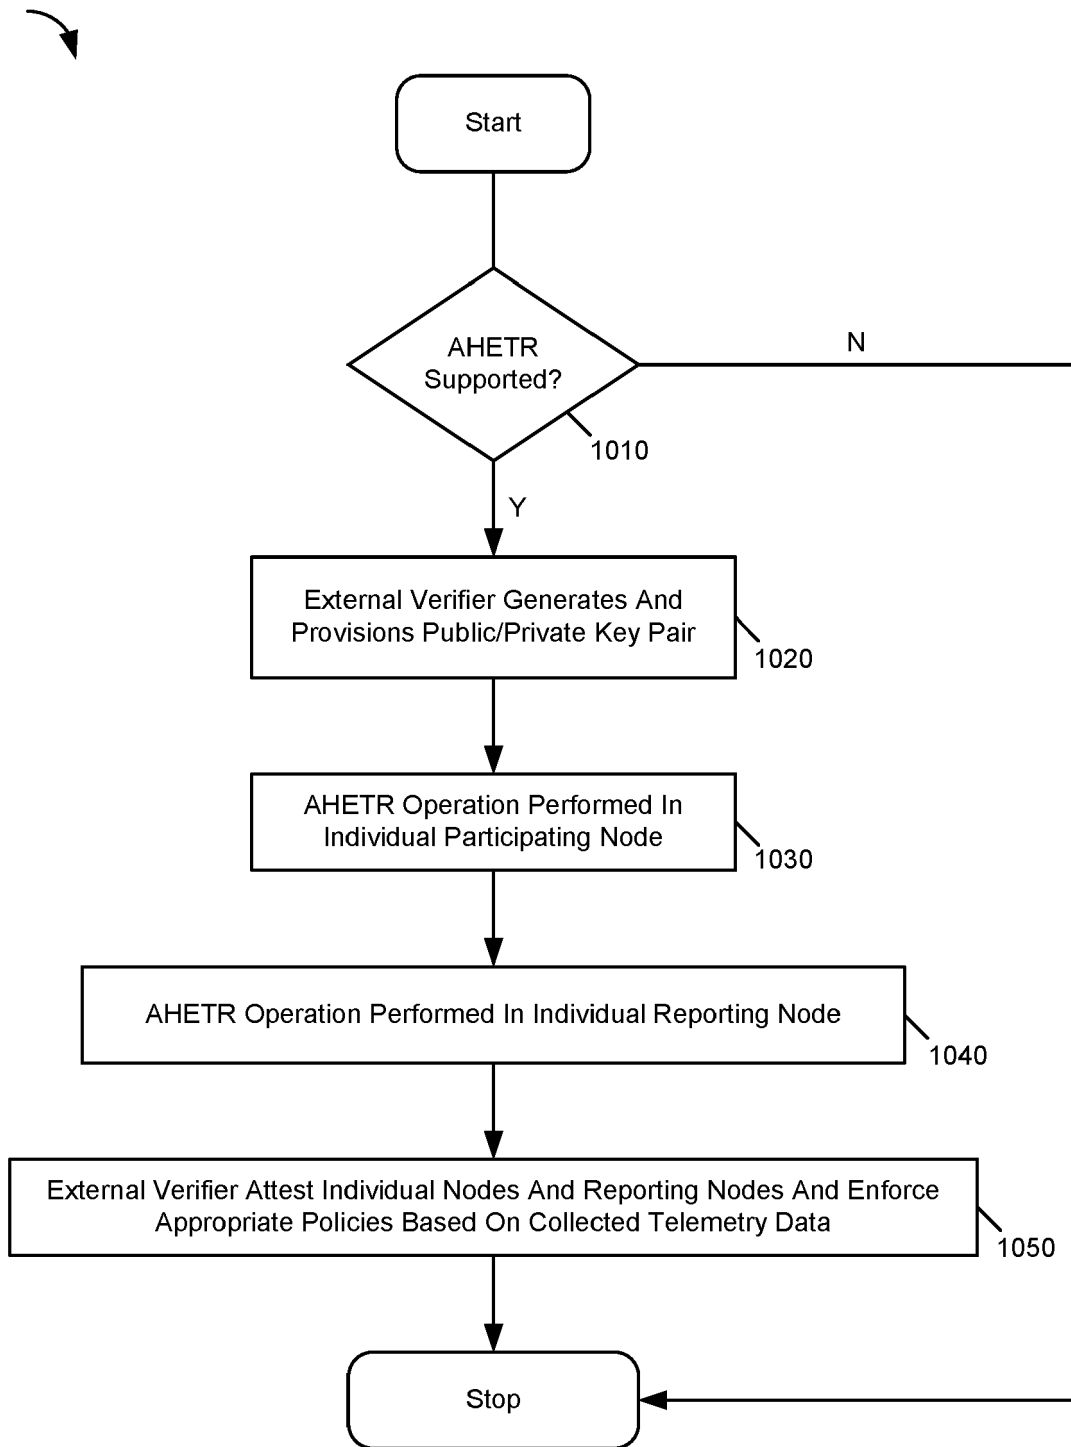 Start
AHETR
Supported?
N
1010
Y
External Verifier Generates And
Provisions Public/Private Key Pair
1020
AHETR Operation Performed In
Individual Participating Node
1030
AHETR Operation Performed In Individual Reporting Node
1040
External Verifier Attest Individual Nodes And Reporting Nodes And Enforce
Appropriate Policies Based On Collected Telemetry Data
1050
Stop